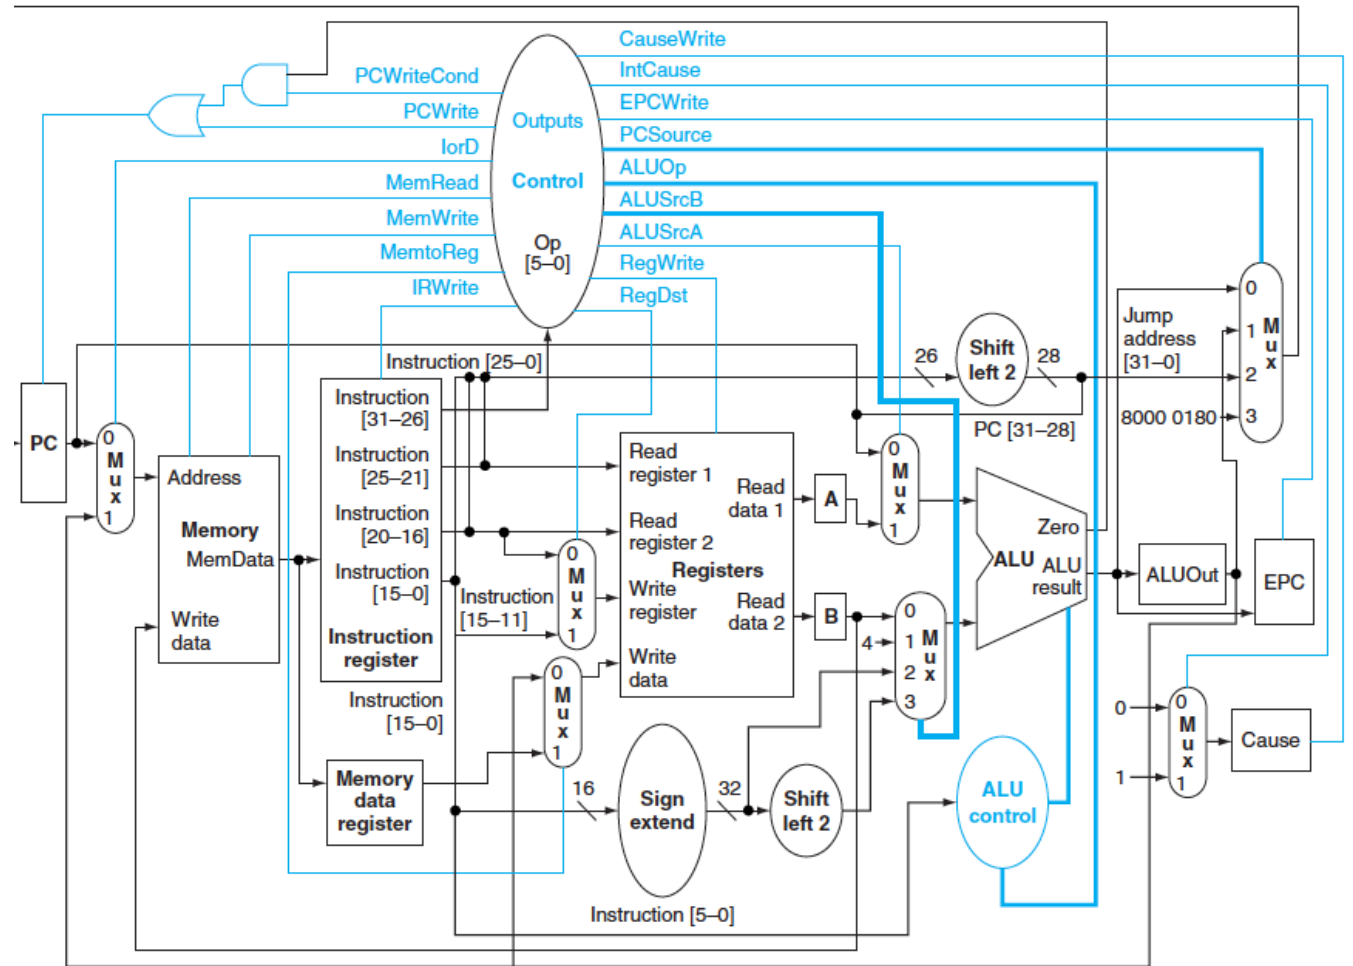 CauseWrite
IntCause
EPCWrite
PCSource
ALUOp
ALUSrcB
ALUSrcA
RegWrite
RegDst
PCWriteCond
PCWrite
IorD
MemRead
MemWrite
MemtoReg
IRWrite
Outputs
Control
Op
[5–0]
Instruction [25–0]
26
Shift
left 2
28
Jump
address
[31–0]
PC [31–28]
8000 0180
0
1
2
3
M
u
x
PC
0
M
u
x
1
Address
Memory
MemData
Write
data
Instruction
[31–26]
Instruction
[25–21]
Instruction
[20–16]
Instruction
[15–0]
Instruction
register
Instruction
[15–0]
Instruction
[15–11]
0
M
u
x
1
0
M
u
x
1
Memory
data
register
Read
register 1
Read
register 2
Registers
Write
register
Write
data
Read
data 1
Read
data 2
A
B
0
M
u
x
1
4
0
1
2
3
M
u
x
Zero
ALU
ALU
result
ALUOut
EPC
0
1
0
M
u
x
1
Cause
16
Sign
extend
32
Shift
left 2
ALU
control
Instruction [5–0]